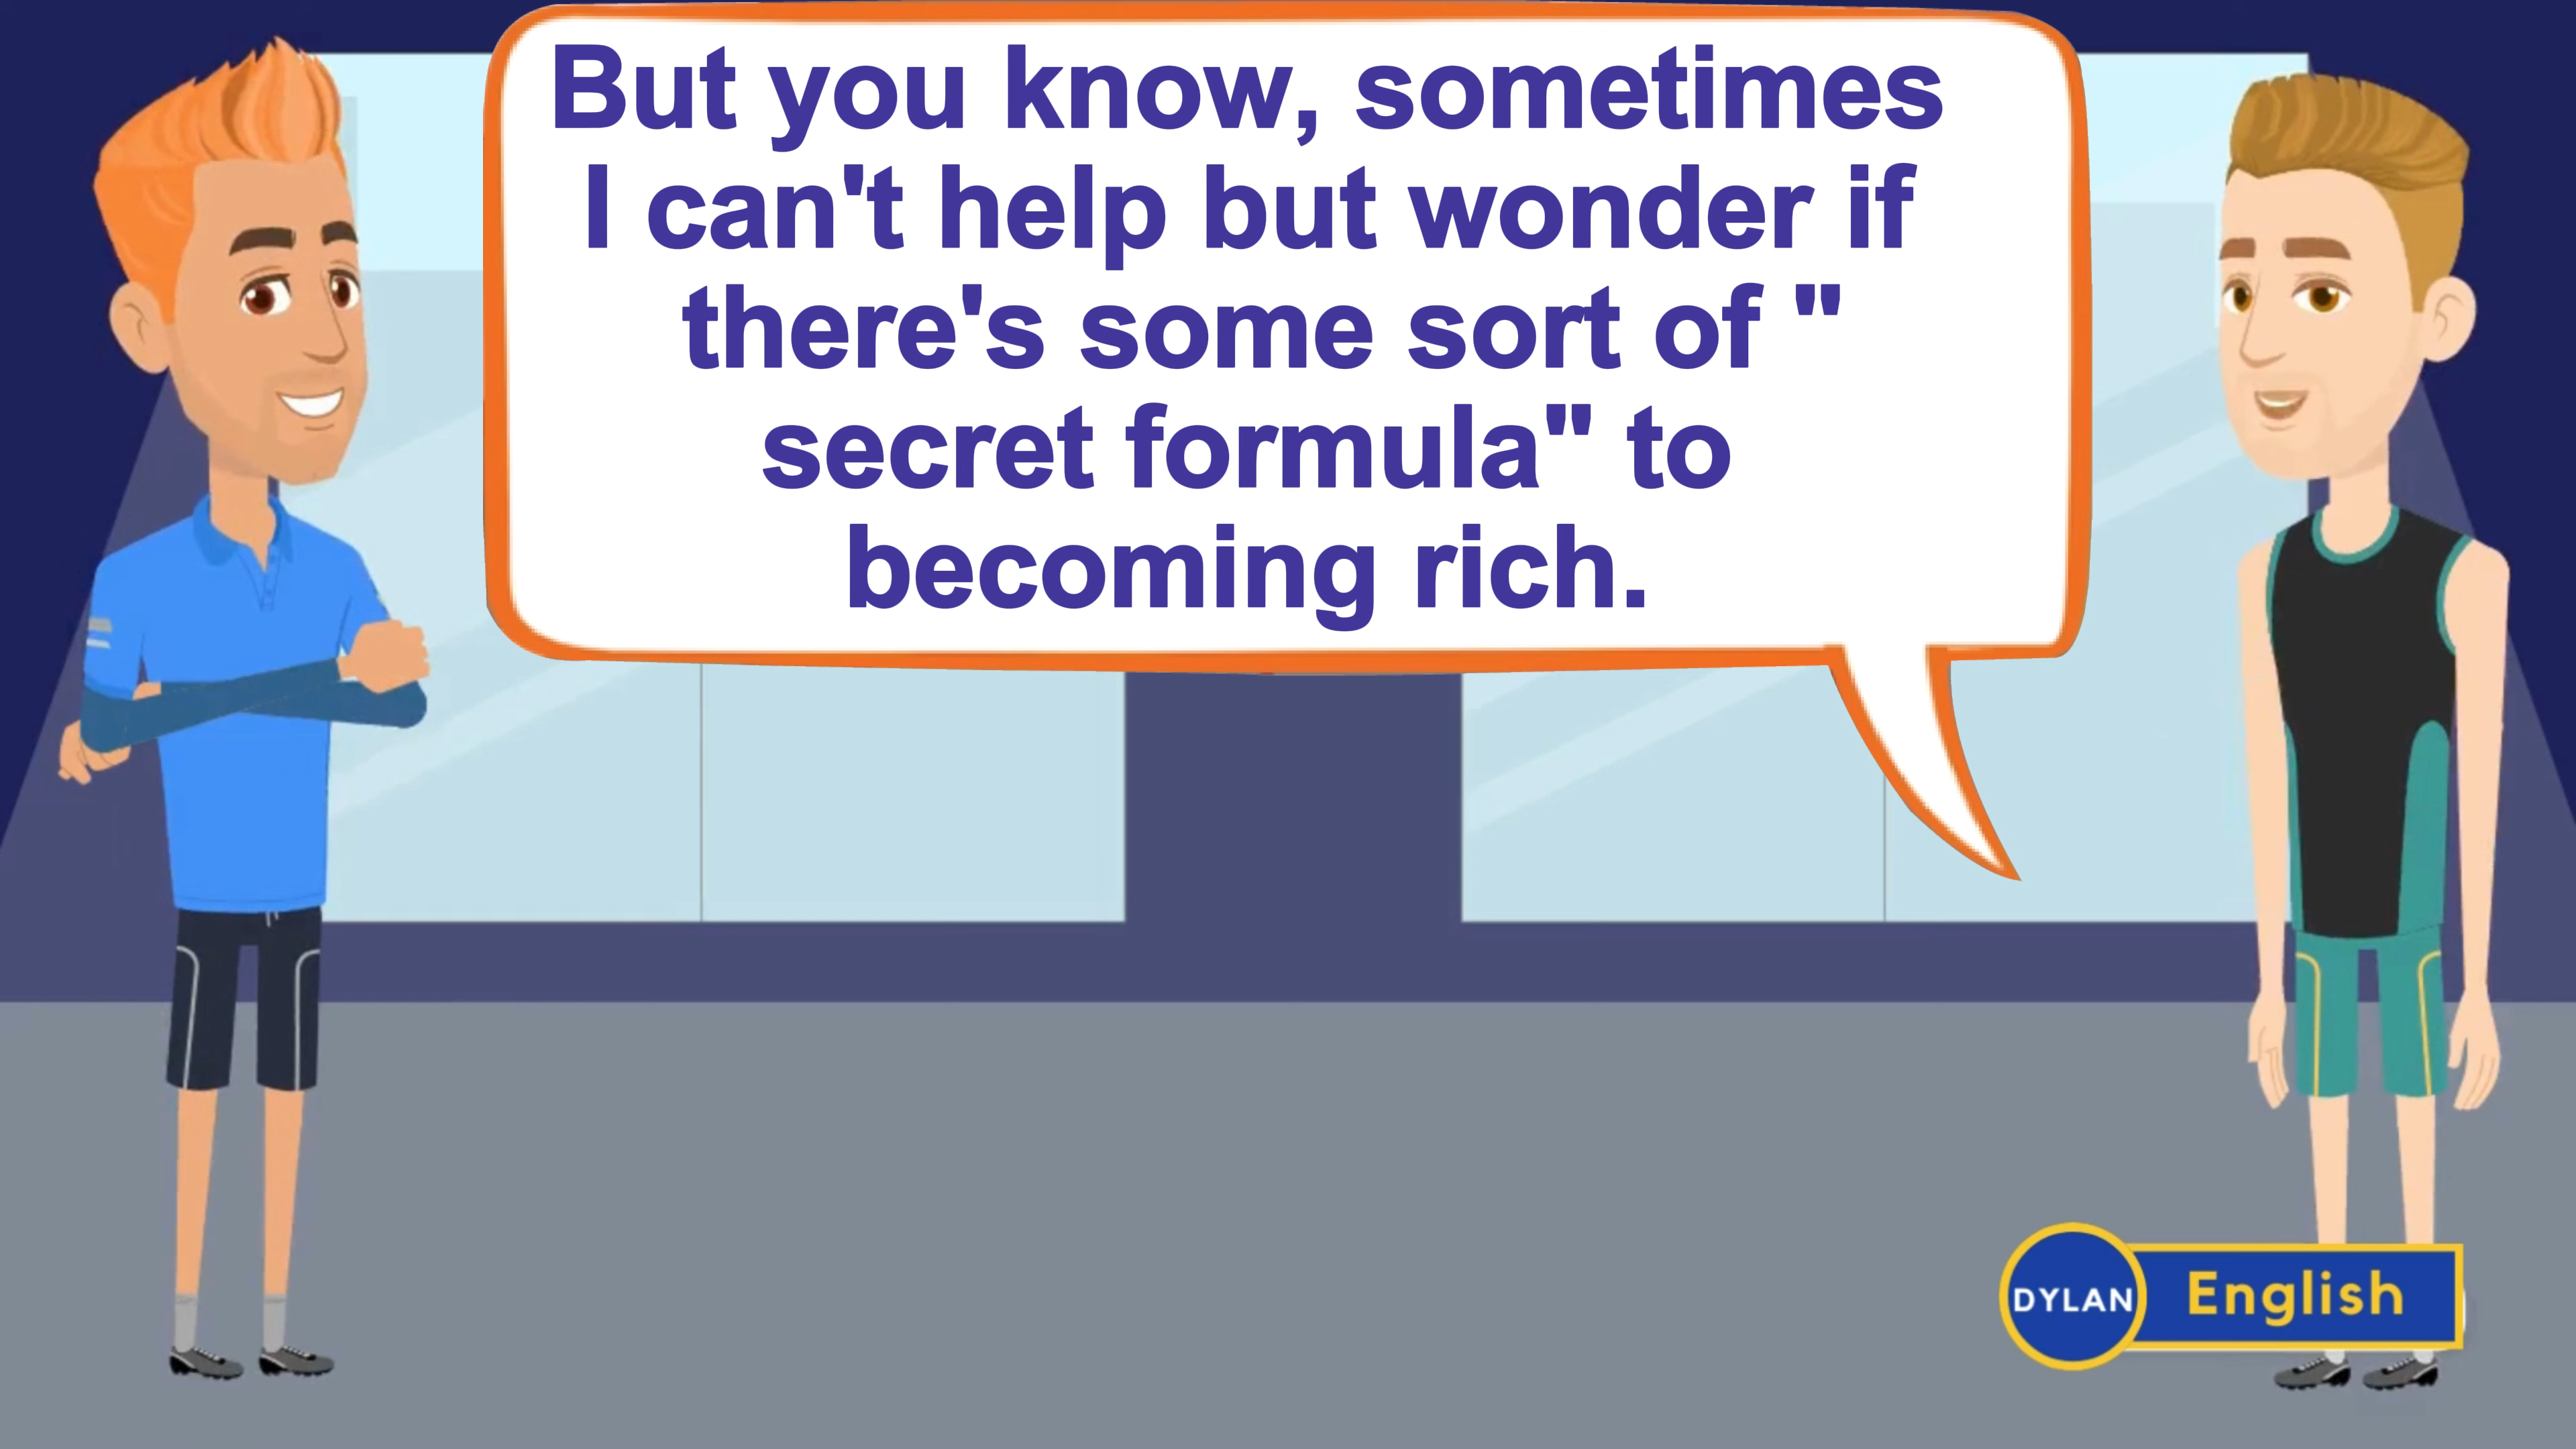 But you know, sometimes
I can't help but wonder if
there's some sort of "
secret formula" to
becoming rich.
DYLAN English